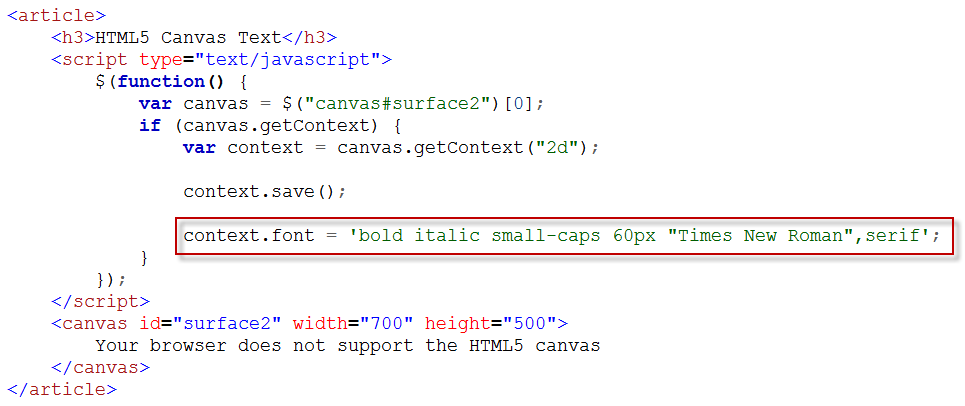 <article>
    <h3>HTML5 Canvas Text</h3>
    <script type="text/javascript">
        $(function() {
            var canvas = $("canvas#surface2")[0];
            if (canvas.getContext) {
                var context = canvas.getContext("2d");

                context.save();

                context.font = 'bold italic small-caps 60px "Times New Roman",serif';
            }
        });
    </script>
    <canvas id="surface2" width="700" height="500">
        Your browser does not support the HTML5 canvas
    </canvas>
</article>